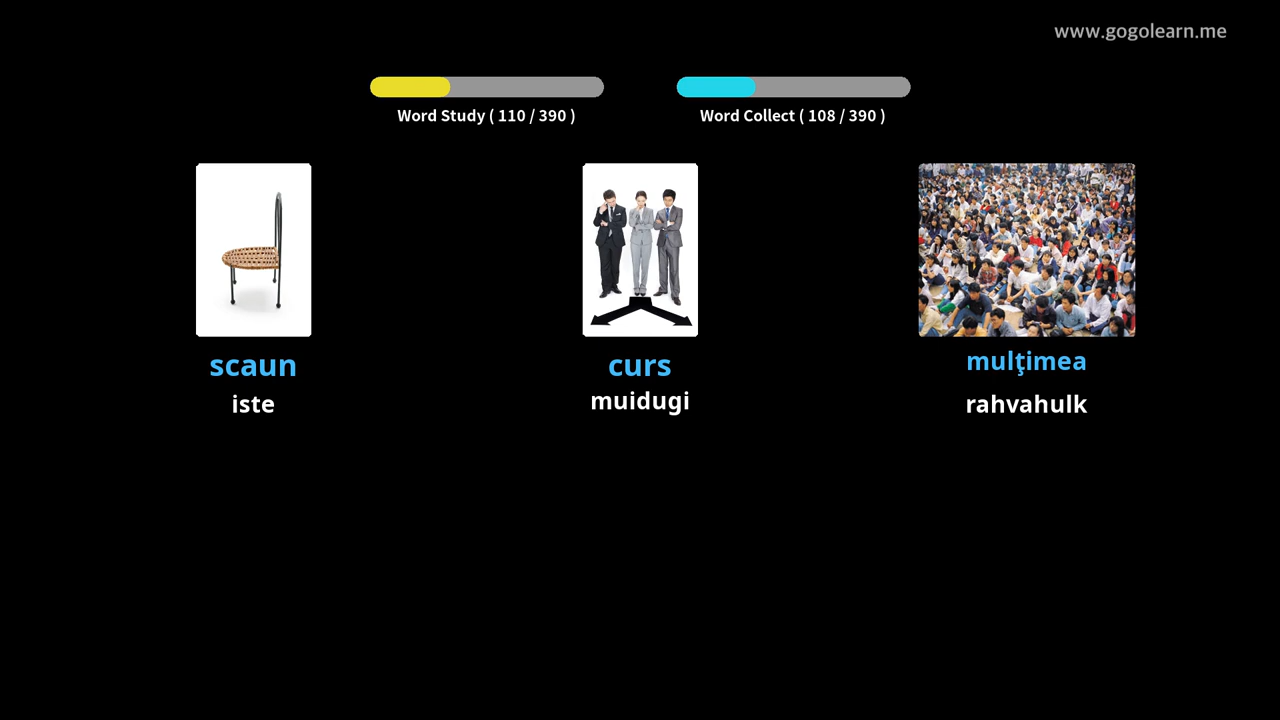 www.gogolearn.me
Word Study ( 110 / 390 )
Word Collect ( 108 / 390 )
scaun
curs
mulţimea
iste
muidugi
rahvahulk